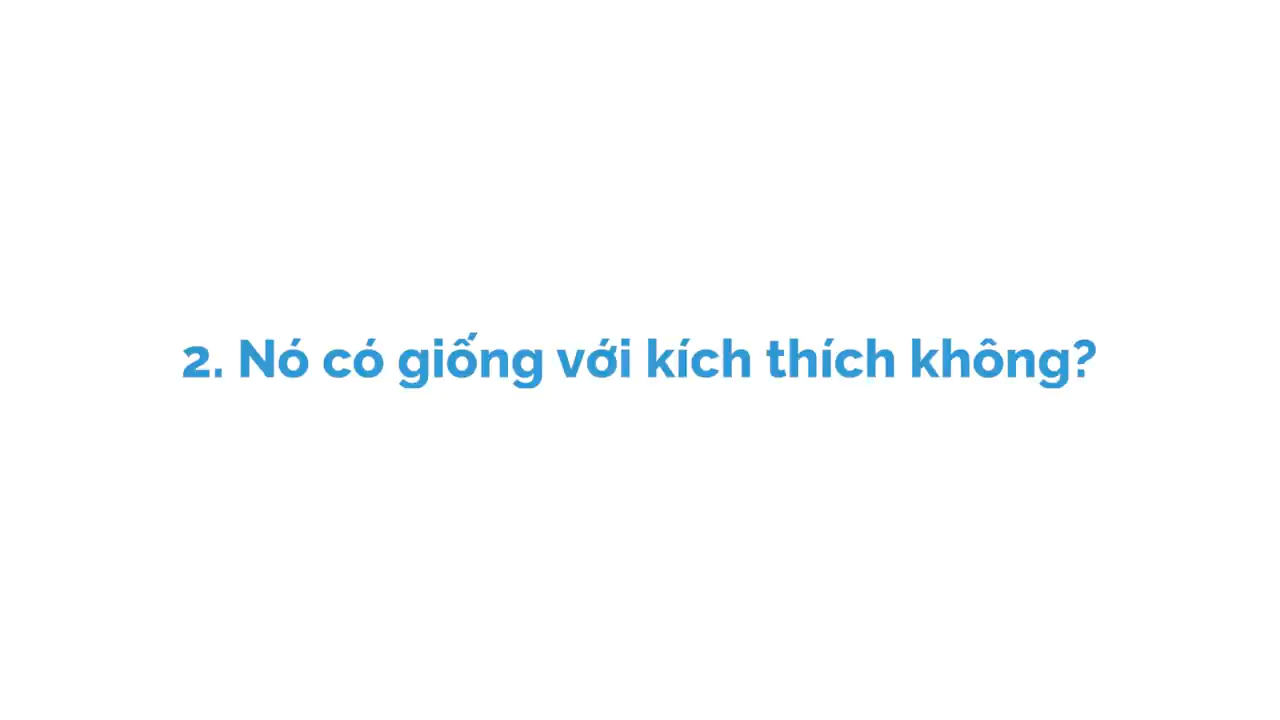 2. Nó có giống với kích thích không?